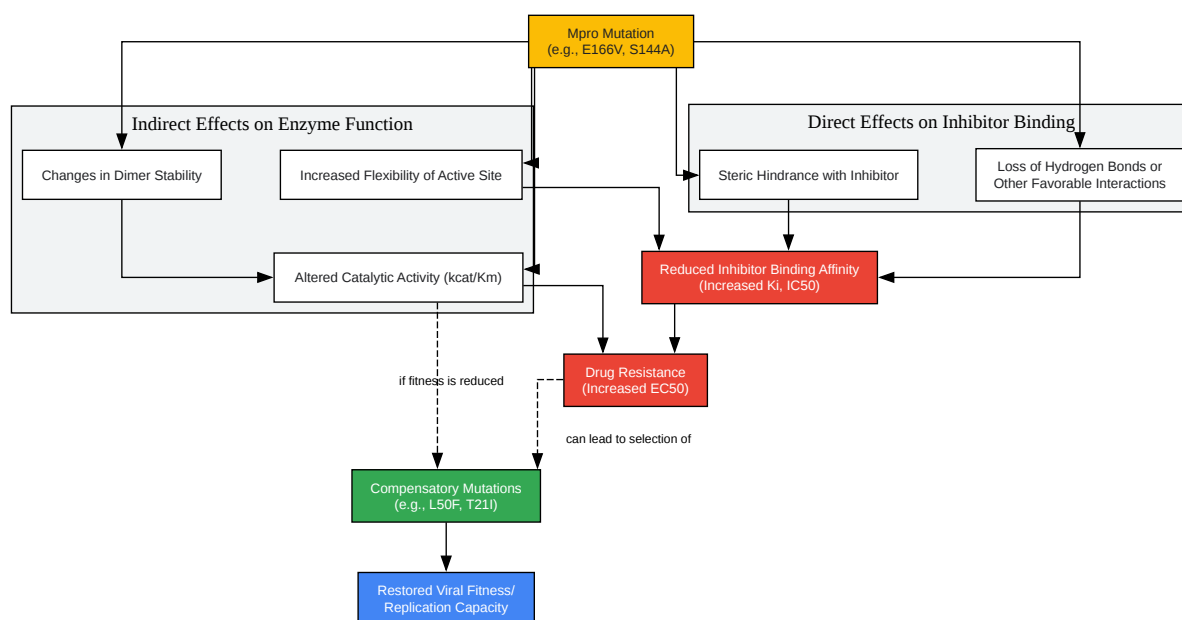 Mpro Mutation
(e.g., E166V, S144A)
Indirect Effects on Enzyme Function
Direct Effects on Inhibitor Binding
Changes in Dimer Stability
Increased Flexibility of Active Site
Steric Hindrance with Inhibitor
Loss of Hydrogen Bonds or
Other Favorable Interactions
Altered Catalytic Activity (kcat/Km)
Reduced Inhibitor Binding Affinity
(Increased Ki, IC50)
Drug Resistance
(Increased EC50)
if fitness is reduced
can lead to selection of
Compensatory Mutations
(e.g., L50F, T21I)
Restored Viral Fitness/
Replication Capacity